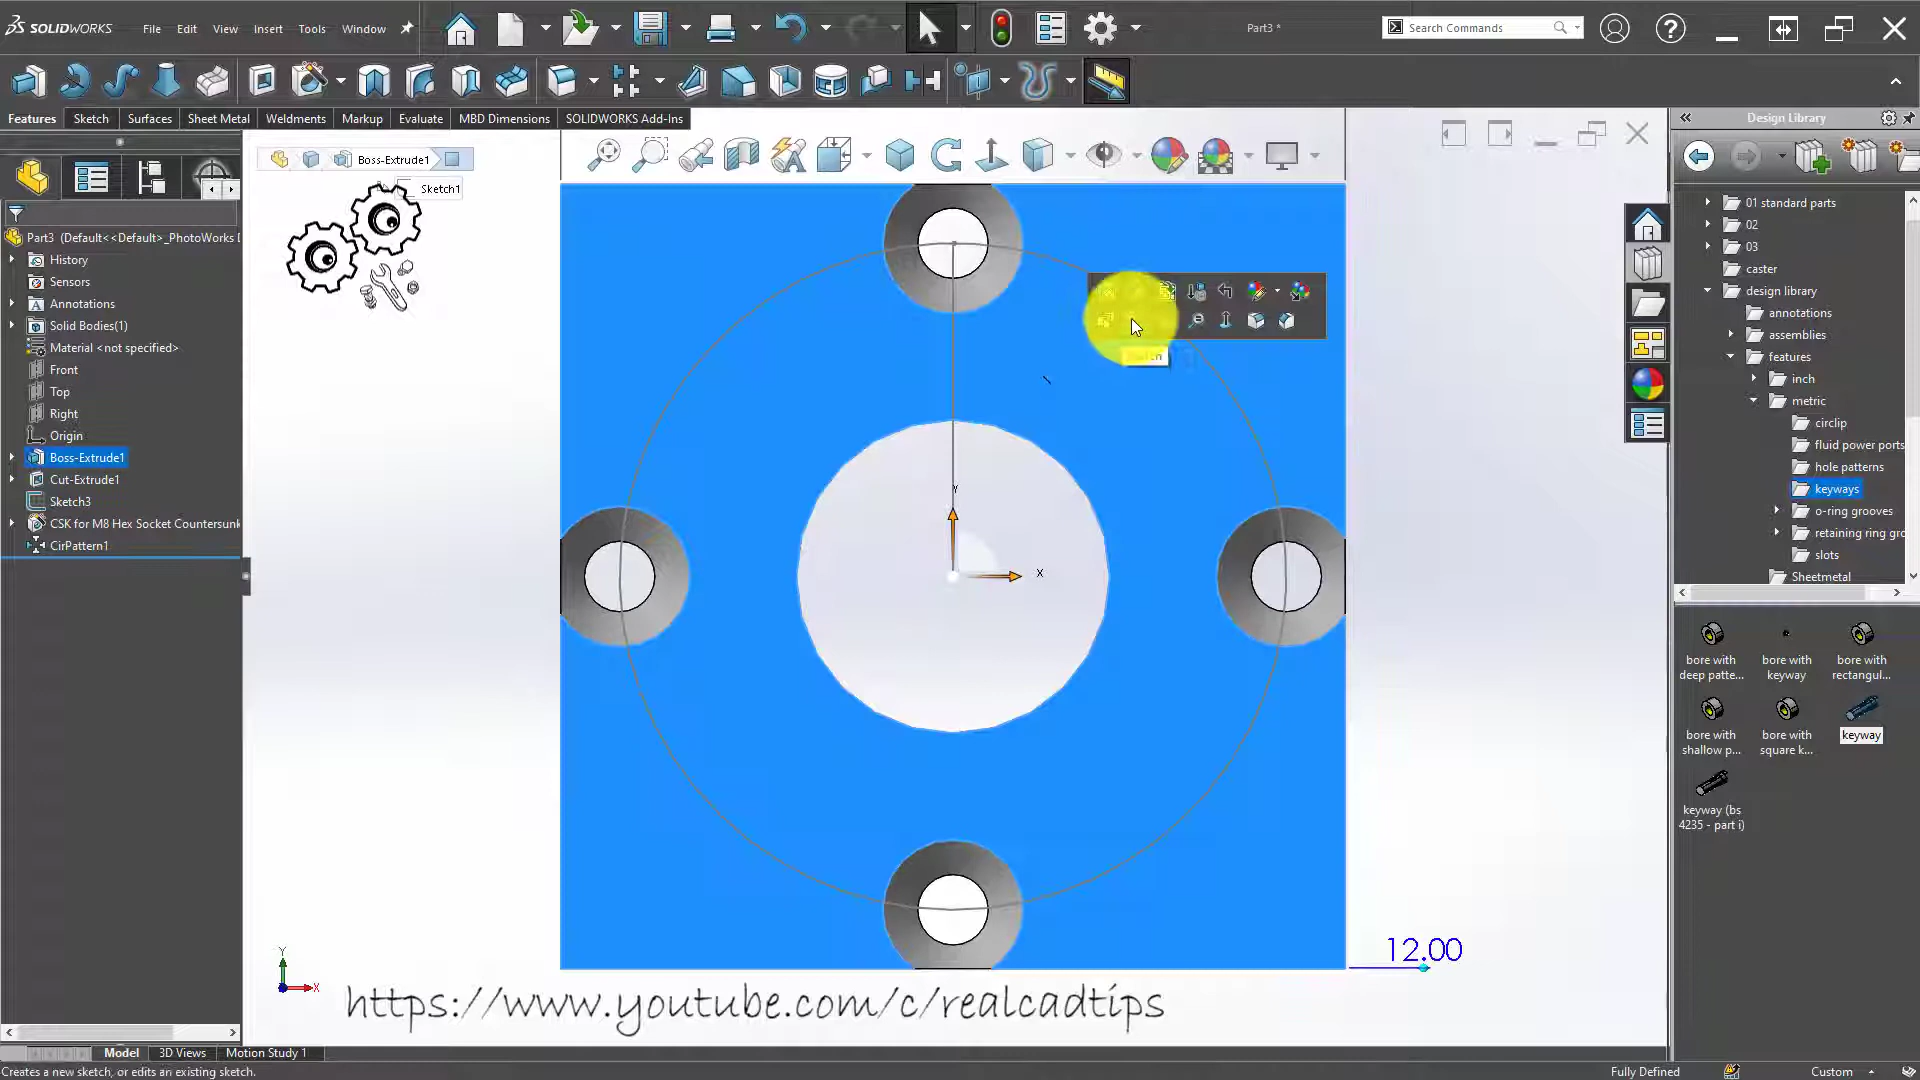 SOLIDWORKS
File Edit View Insert Tools Window
Part3 *
Search Commands
Features Sketch Surfaces Sheet Metal Weldments Markup Evaluate MBD Dimensions SOLIDWORKS Add-Ins
Design Library
Boss-Extrude1
Sketch1
Part3 (Default<<Default>_PhotoWorks D
History
Sensors
Annotations
Solid Bodies(1)
Material <not specified>
Front
Top
Right
Origin
Boss-Extrude1
Cut-Extrude1
Sketch3
CSK for M8 Hex Socket Countersunk
CirPattern1
Y
X
12.00
Y
X
https://www.youtube.com/c/realcadtips
01 standard parts
02
03
caster
design library
annotations
assemblies
features
inch
metric
circlip
fluid power ports
hole patterns
keyways
o-ring grooves
retaining ring gro
slots
Sheetmetal
bore with deep patte...
bore with keyway
bore with rectangul...
bore with shallow p...
bore with square k...
keyway
keyway (bs 4235 - part i)
Model 3D Views Motion Study 1
Creates a new sketch, or edits an existing sketch.
Fully Defined
Custom